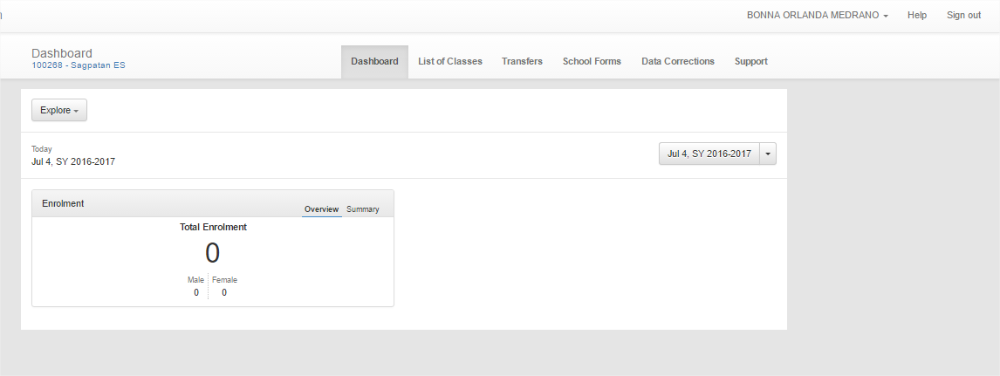 BONNA ORLANDA MEDRANO Help Sign out
Dashboard
100268 - Sagpatan ES
Dashboard List of Classes Transfers School Forms Data Corrections Support
Explore
Today
Jul 4, SY 2016-2017
Jul 4, SY 2016-2017
Enrolment
Overview Summary
Total Enrolment
0
Male Female
0 0